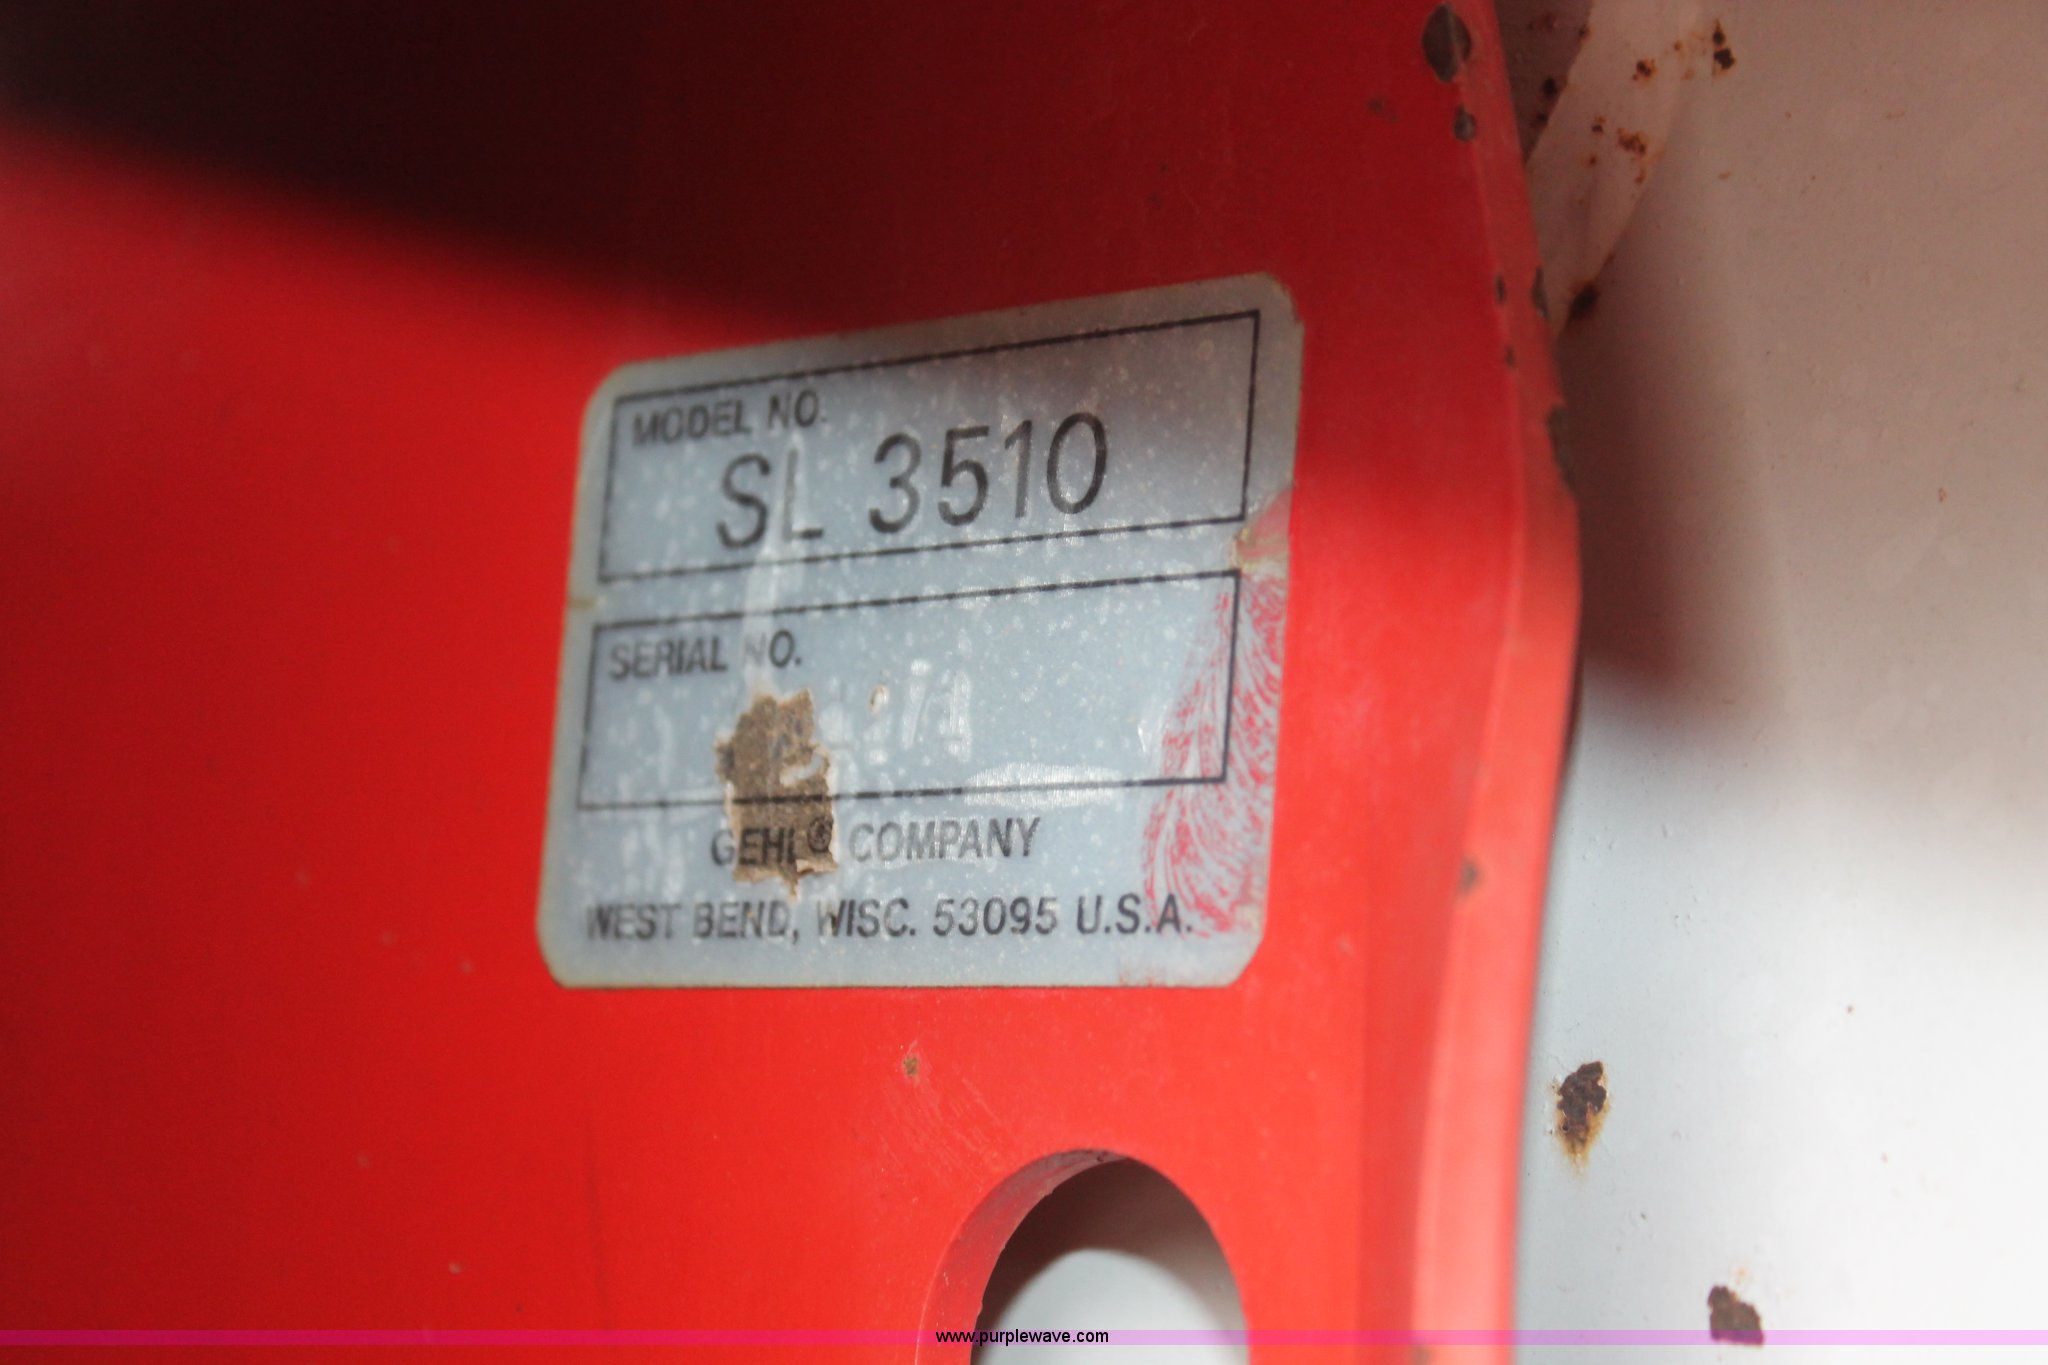 MODEL NO.
SL 3510
SERIAL NO.
GEHL® COMPANY
WEST BEND, WISC. 53095 U.S.A.
www.purplewave.com